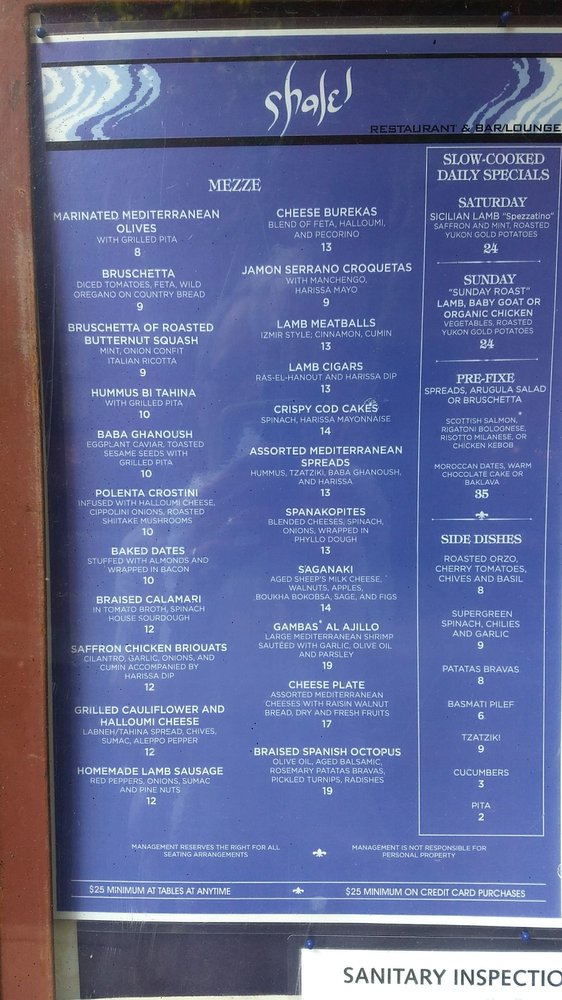 shalel
RESTAURANT & BAR/LOUNGE
MEZZE
MARINATED MEDITERRANEAN
OLIVES
WITH GRILLED PITA
8
BRUSCHETTA
DICED TOMATOES, FETA, WILD
OREGANO ON COUNTRY BREAD
9
BRUSCHETTA OF ROASTED
BUTTERNUT SQUASH
MINT, ONION CONFIT
ITALIAN RICOTTA
9
HUMMUS BI TAHINA
WITH GRILLED PITA
10
BABA GHANOUSH
EGGPLANT CAVIAR, TOASTED
SESAME SEEDS WITH
GRILLED PITA
10
POLENTA CROSTINI
INFUSED WITH HALLOUMI CHEESE,
CIPPOLINI ONIONS, ROASTED
SHIITAKE MUSHROOMS
10
BAKED DATES
STUFFED WITH ALMONDS AND
WRAPPED IN BACON
10
BRAISED CALAMARI
IN TOMATO BROTH, SPINACH
HOUSE SOURDOUGH
12
SAFFRON CHICKEN BRIOUATS
CILANTRO, GARLIC, ONIONS, AND
CUMIN ACCOMPANIED BY
HARISSA DIP
12
GRILLED CAULIFLOWER AND
HALLOUMI CHEESE
LABNEH/TAHINA SPREAD, CHIVES,
SUMAC, ALEPPO PEPPER
12
HOMEMADE LAMB SAUSAGE
RED PEPPERS, ONIONS, SUMAC
AND PINE NUTS
12
CHEESE BUREKAS
BLEND OF FETA, HALLOUMI,
AND PECORINO
13
JAMON SERRANO CROQUETAS
WITH MANCHENGO,
HARISSA MAYO
9
LAMB MEATBALLS
IZMIR STYLE; CINNAMON, CUMIN
13
LAMB CIGARS
RAS-EL-HANOUT AND HARISSA DIP
13
CRISPY COD CAKES
SPINACH, HARISSA MAYONNAISE
14
ASSORTED MEDITERRANEAN
SPREADS
HUMMUS, TZATZIKI, BABA GHANOUSH,
AND HARISSA
13
SPANAKOPITES
BLENDED CHEESES, SPINACH,
ONIONS, WRAPPED IN
PHYLLO DOUGH
13
SAGANAKI
AGED SHEEP'S MILK CHEESE,
WALNUTS, APPLES,
BOUKHA BOKOBSA, SAGE, AND FIGS
14
GAMBAS* AL AJILLO
LARGE MEDITERRANEAN SHRIMP
SAUTÉED WITH GARLIC, OLIVE OIL
AND PARSLEY
19
CHEESE PLATE
ASSORTED MEDITERRANEAN
CHEESES WITH RAISIN WALNUT
BREAD, DRY AND FRESH FRUITS
17
BRAISED SPANISH OCTOPUS
OLIVE OIL, AGED BALSAMIC,
ROSEMARY PATATAS BRAVAS,
PICKLED TURNIPS, RADISHES
19
SLOW-COOKED
DAILY SPECIALS
SATURDAY
SICILIAN LAMB "Spezzatino"
SAFFRON AND MINT, ROASTED
YUKON GOLD POTATOES
24
SUNDAY
"SUNDAY ROAST"
LAMB, BABY GOAT OR
ORGANIC CHICKEN
VEGETABLES, ROASTED
YUKON GOLD POTATOES
24
PRE-FIXE
SPREADS, ARUGULA SALAD
OR BRUSCHETTA
SCOTTISH SALMON,*
RIGATONI BOLOGNESE,
RISOTTO MILANESE, OR
CHICKEN KEBOB
MOROCCAN DATES, WARM
CHOCOLATE CAKE OR
BAKLAVA
35
SIDE DISHES
ROASTED ORZO,
CHERRY TOMATOES,
CHIVES AND BASIL
8
SUPERGREEN
SPINACH, CHILIES
AND GARLIC
9
PATATAS BRAVAS
8
BASMATI PILEF
6
TZATZIKI
9
CUCUMBERS
3
PITA
2
MANAGEMENT RESERVES THE RIGHT FOR ALL
SEATING ARRANGEMENTS
MANAGEMENT IS NOT RESPONSIBLE FOR
PERSONAL PROPERTY
$25 MINIMUM AT TABLES AT ANYTIME
$25 MINIMUM ON CREDIT CARD PURCHASES
SANITARY INSPECTIO